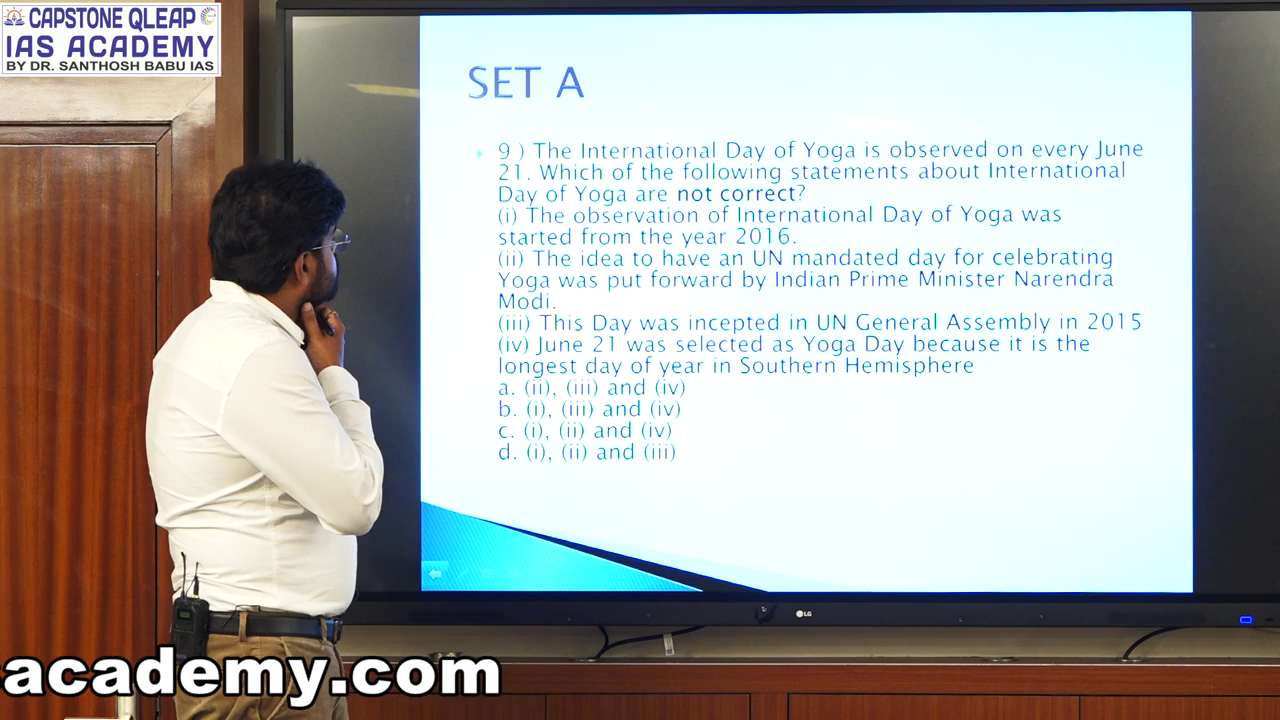 CAPSTONE QLEAP
IAS ACADEMY
BY DR. SANTHOSH BABU IAS
SET A
9 ) The International Day of Yoga is observed on every June
21. Which of the following statements about International
Day of Yoga are not correct?
(i) The observation of International Day of Yoga was
started from the year 2016.
(ii) The idea to have an UN mandated day for celebrating
Yoga was put forward by Indian Prime Minister Narendra
Modi.
(iii) This Day was incepted in UN General Assembly in 2015
(iv) June 21 was selected as Yoga Day because it is the
longest day of year in Southern Hemisphere
a. (ii), (iii) and (iv)
b. (i), (iii) and (iv)
c. (i), (ii) and (iv)
d. (i), (ii) and (iii)
LG
academy.com